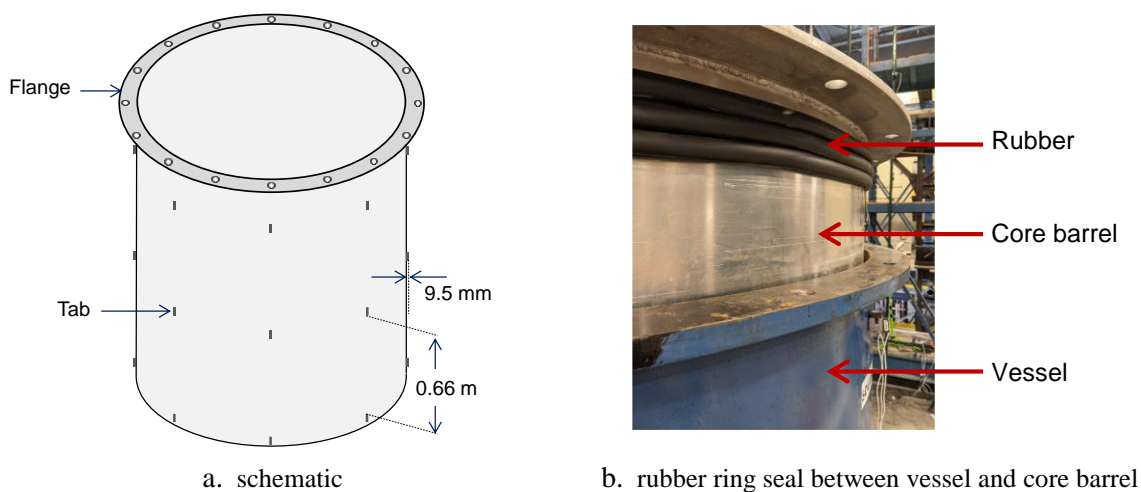 Flange
Tab
9.5 mm
0.66 m
Rubber
Core barrel
Vessel
a. schematic
b. rubber ring seal between vessel and core barrel